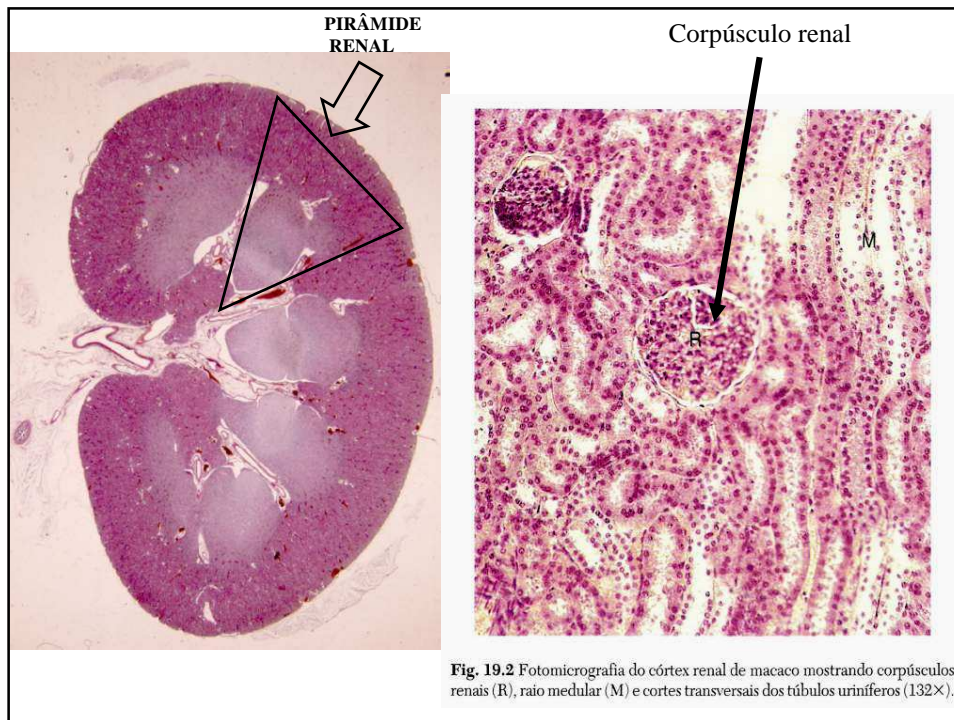 PIRÂMIDE
RENAL
Corpúsculo renal
M
R
Fig. 19.2 Fotomicrografia do córtex renal de macaco mostrando corpúsculos
renais (R), raio medular (M) e cortes transversais dos túbulos uriníferos (132×).